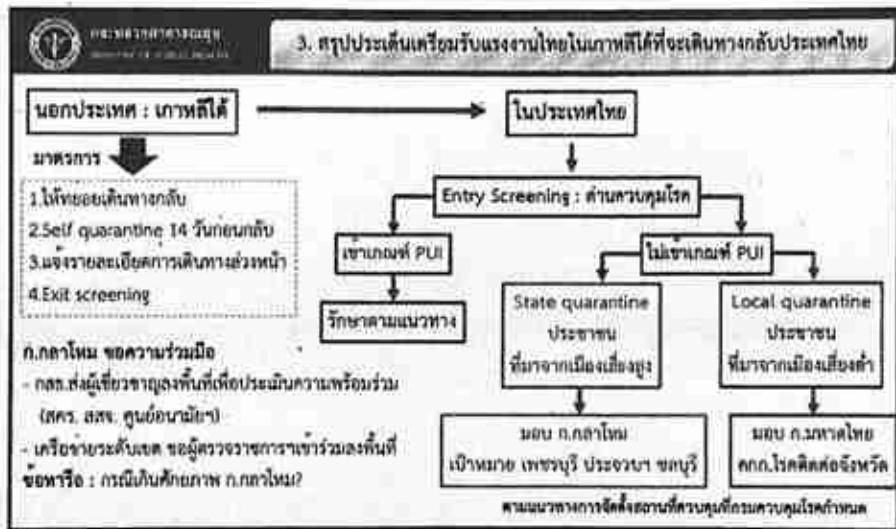 กระทรวงสาธารณสุข
MINISTRY OF PUBLIC HEALTH
3. สรุปประเด็นเตรียมรับแรงงานไทยในเกาหลีใต้ที่จะเดินทางกลับประเทศไทย
นอกประเทศ : เกาหลีใต้
ในประเทศไทย
มาตรการ
1.ให้ทยอยเดินทางกลับ
2.Self quarantine 14 วันก่อนกลับ
3.แจ้งรายละเอียดการเดินทางล่วงหน้า
4.Exit screening
Entry Screening : ด่านควบคุมโรค
เข้าเกณฑ์ PUI
ไม่เข้าเกณฑ์ PUI
รักษาตามแนวทาง
State quarantine
ประชาชน
ที่มาจากเมืองเสี่ยงสูง
Local quarantine
ประชาชน
ที่มาจากเมืองเสี่ยงต่ำ
ก.กลาโหม ขอความร่วมมือ
- กสธ.ส่งผู้เชี่ยวชาญลงพื้นที่เพื่อประเมินความพร้อมร่วม
(สคร. สสจ. ศูนย์อนามัยฯ)
- เครือข่ายระดับเขต ขอผู้ตรวจราชการฯเข้าร่วมลงพื้นที่
ข้อหารือ : กรณีเกินศักยภาพ ก.กลาโหม?
มอบ ก.กลาโหม
เป้าหมาย เพชรบุรี ประจวบฯ ชลบุรี
มอบ ก.มหาดไทย
คกก.โรคติดต่อจังหวัด
ตามแนวทางการจัดตั้งสถานที่ควบคุมที่กรมควบคุมโรคกำหนด